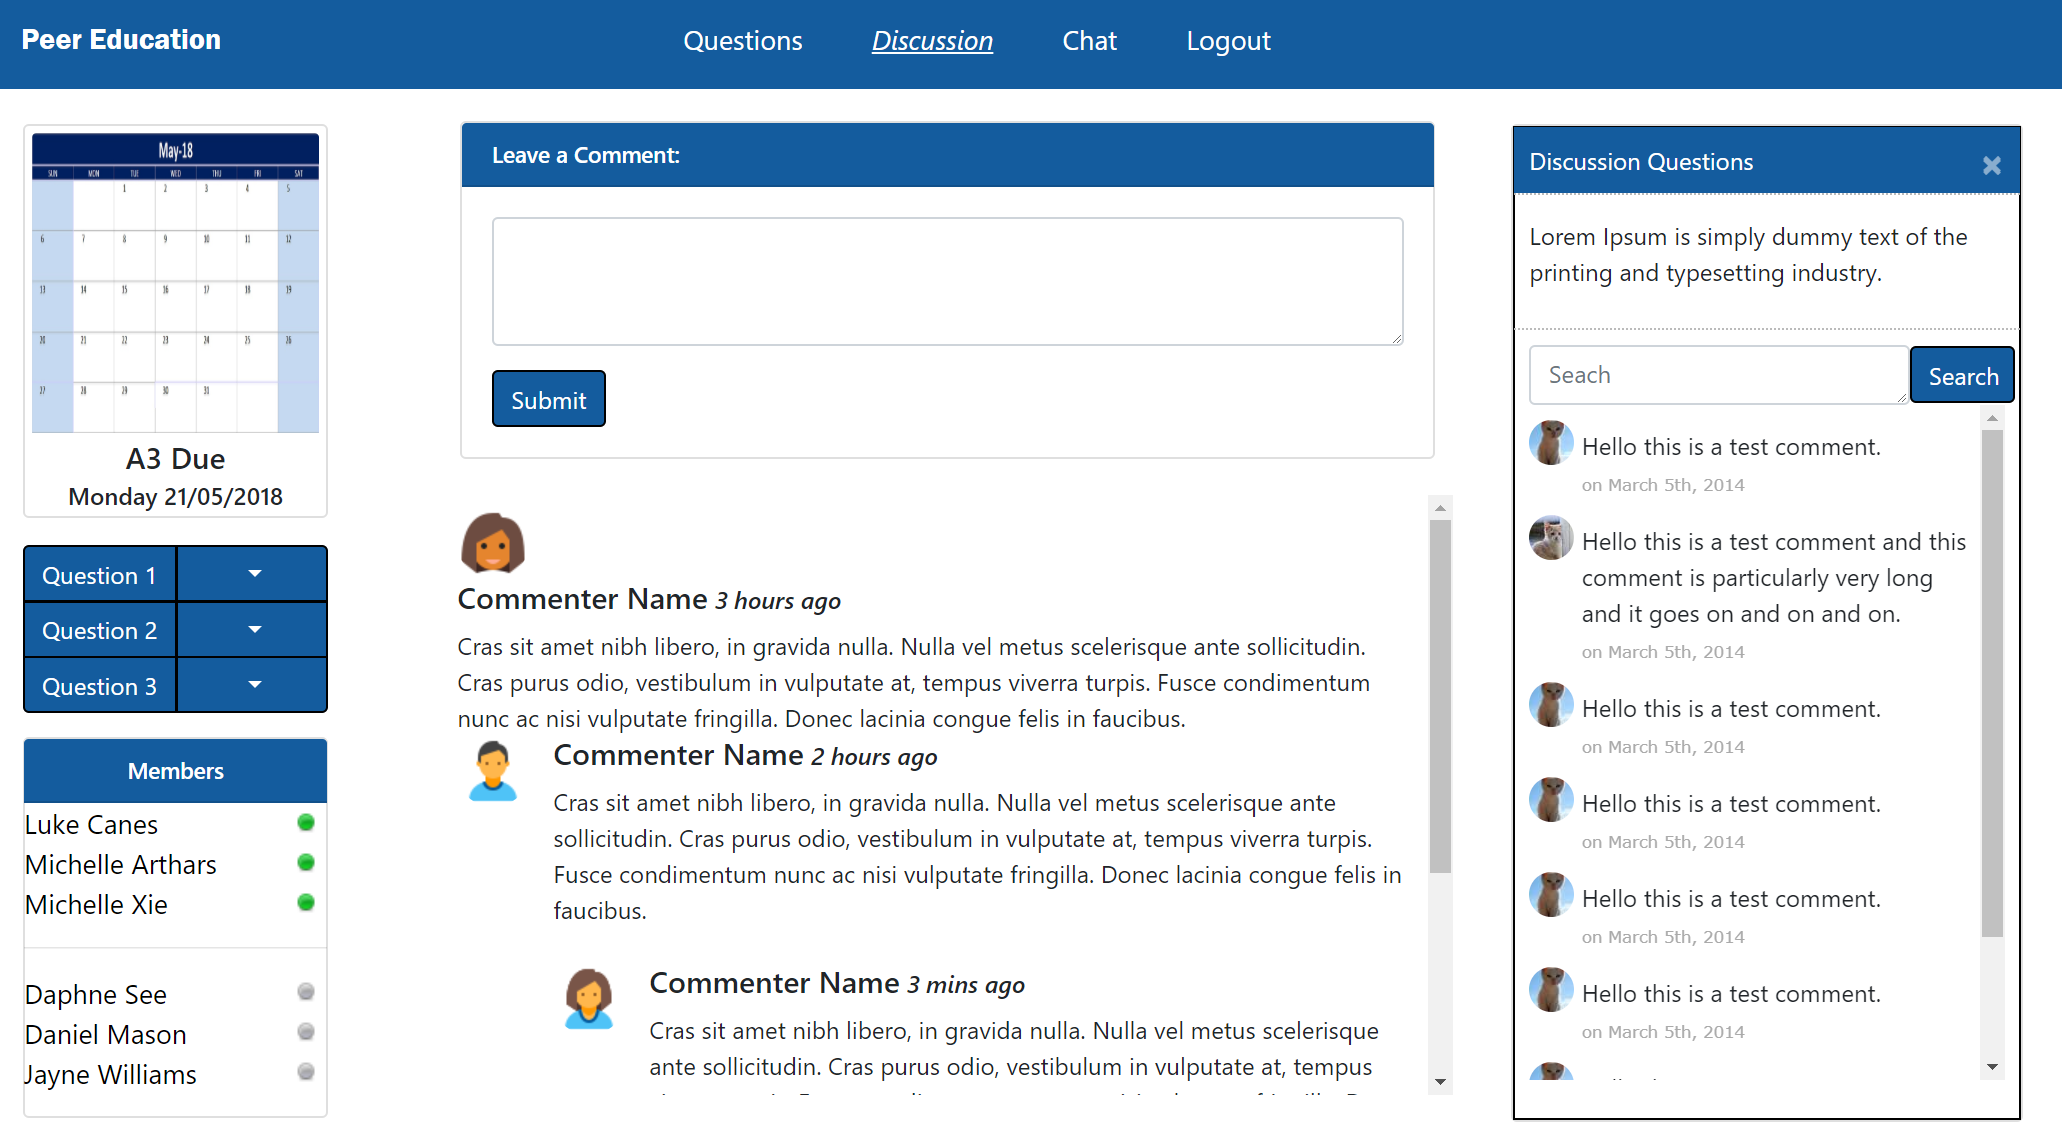 Peer Education
Questions
Discussion
Chat
Logout
May-18
SUN MON TUE WED THU FRI SAT
1 2 3 4 5
6 7 8 9 10 11 12
13 14 15 16 17 18 19
20 21 22 23 24 25 26
27 28 29 30 31
A3 Due
Monday 21/05/2018
Question 1
Question 2
Question 3
Members
Luke Canes
Michelle Arthars
Michelle Xie
Daphne See
Daniel Mason
Jayne Williams
Leave a Comment:
Submit
Commenter Name 3 hours ago
Cras sit amet nibh libero, in gravida nulla. Nulla vel metus scelerisque ante sollicitudin.
Cras purus odio, vestibulum in vulputate at, tempus viverra turpis. Fusce condimentum
nunc ac nisi vulputate fringilla. Donec lacinia congue felis in faucibus.
Commenter Name 2 hours ago
Cras sit amet nibh libero, in gravida nulla. Nulla vel metus scelerisque ante
sollicitudin. Cras purus odio, vestibulum in vulputate at, tempus viverra turpis.
Fusce condimentum nunc ac nisi vulputate fringilla. Donec lacinia congue felis in
faucibus.
Commenter Name 3 mins ago
Cras sit amet nibh libero, in gravida nulla. Nulla vel metus scelerisque
ante sollicitudin. Cras purus odio, vestibulum in vulputate at, tempus
Discussion Questions
×
Lorem Ipsum is simply dummy text of the
printing and typesetting industry.
Seach
Search
Hello this is a test comment.
on March 5th, 2014
Hello this is a test comment and this
comment is particularly very long
and it goes on and on and on.
on March 5th, 2014
Hello this is a test comment.
on March 5th, 2014
Hello this is a test comment.
on March 5th, 2014
Hello this is a test comment.
on March 5th, 2014
Hello this is a test comment.
on March 5th, 2014